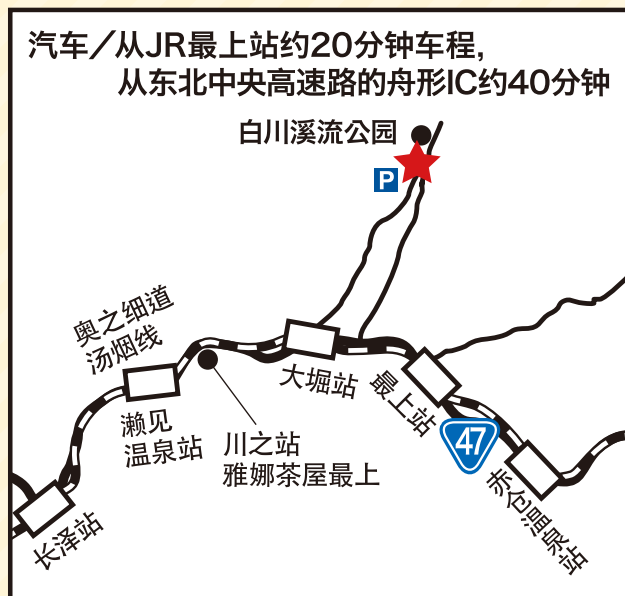 汽车／从JR最上站约20分钟车程，
从东北中央高速路的舟形IC约40分钟
白川溪流公园
P
奥之细道
汤烟线
大堀站
最上站
濑见
温泉站
川之站
雅娜茶屋最上
47
赤仓温泉站
长泽站